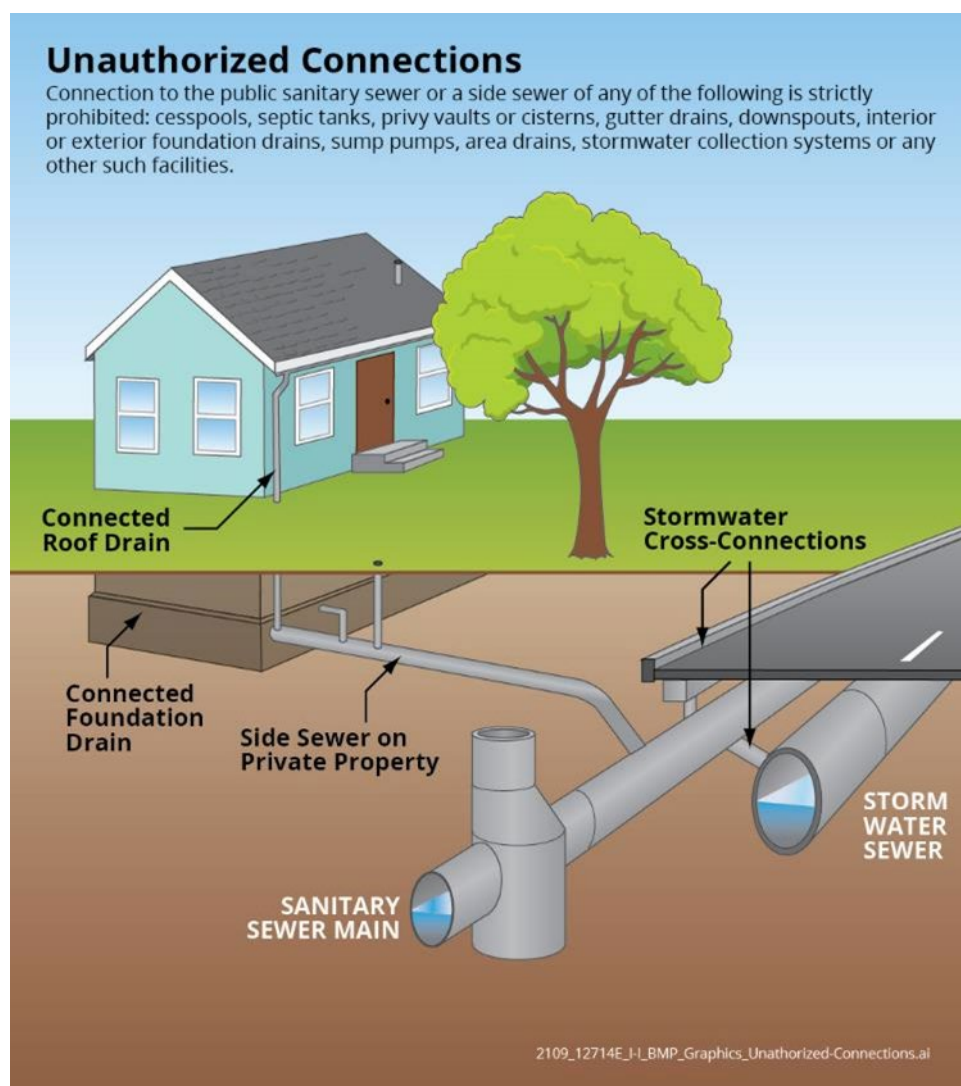 Unauthorized Connections
Connection to the public sanitary sewer or a side sewer of any of the following is strictly
prohibited: cesspools, septic tanks, privy vaults or cisterns, gutter drains, downspouts, interior
or exterior foundation drains, sump pumps, area drains, stormwater collection systems or any
other such facilities.
Connected
Roof Drain
Stormwater
Cross-Connections
Connected
Foundation
Drain
Side Sewer on
Private Property
STORM
WATER
SEWER
SANITARY
SEWER MAIN
2109_12714E_I-I_BMP_Graphics_Unathorized-Connections.ai